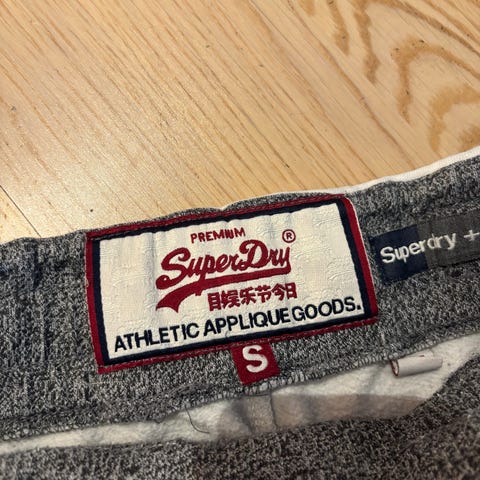 PREMIUM
SuperDry®
目娱乐节今日
ATHLETIC APPLIQUE GOODS.
S
Superdry +